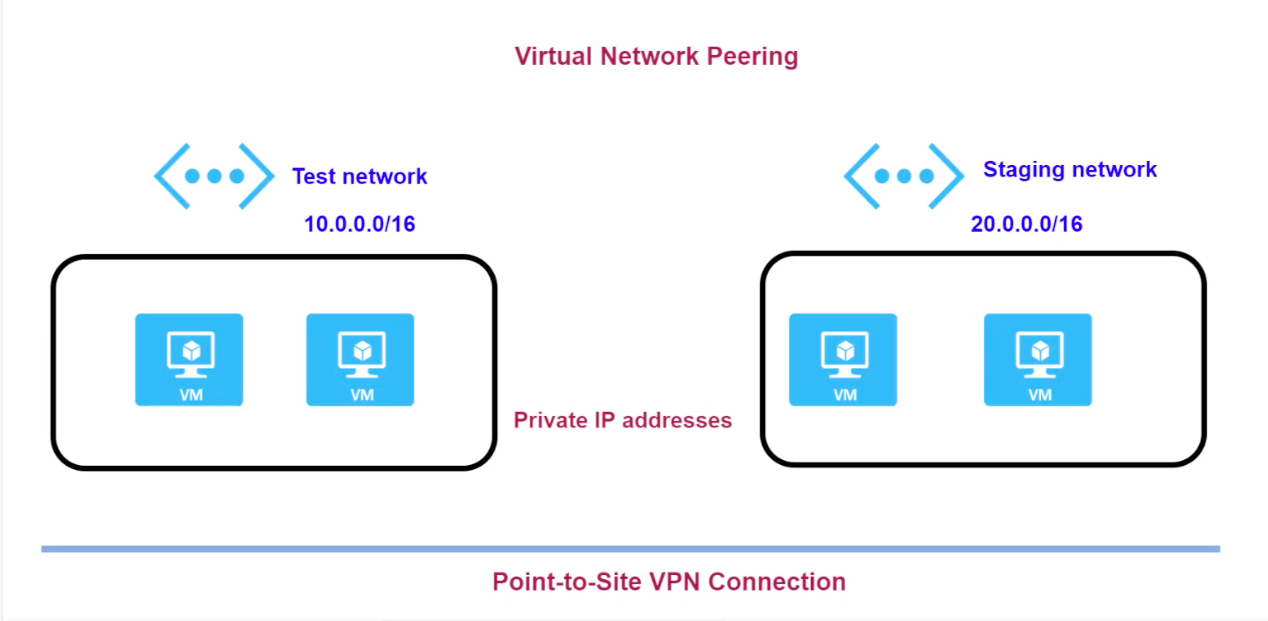 Virtual Network Peering
Test network
10.0.0.0/16
Staging network
20.0.0.0/16
VM
VM
Private IP addresses
VM
VM
Point-to-Site VPN Connection